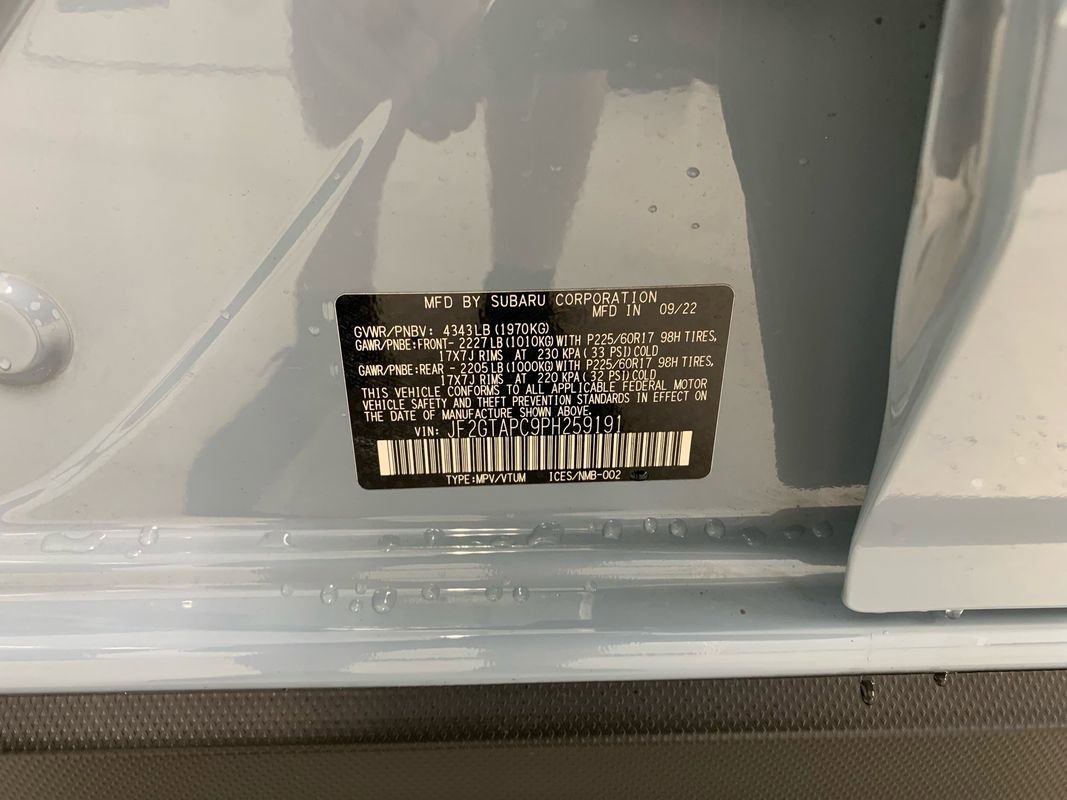 MFD BY SUBARU CORPORATION
MFD IN 09/22
GVWR/PNBV: 4343LB(1970KG)
GAWR/PNBE:FRONT- 2227LB(1010KG)WITH P225/60R17 98H TIRES,
17X7J RIMS AT 230 KPA(33 PSI)COLD
GAWR/PNBE:REAR - 2205LB(1000KG)WITH P225/60R17 98H TIRES,
17X7J RIMS AT 220 KPA(32 PSI)COLD
THIS VEHICLE CONFORMS TO ALL APPLICABLE FEDERAL MOTOR
VEHICLE SAFETY AND THEFT PREVENTION STANDARDS IN EFFECT ON
THE DATE OF MANUFACTURE SHOWN ABOVE.
VIN: JF2GTAPC9PH259191
TYPE:MPV/VTUM ICES/NMB-002